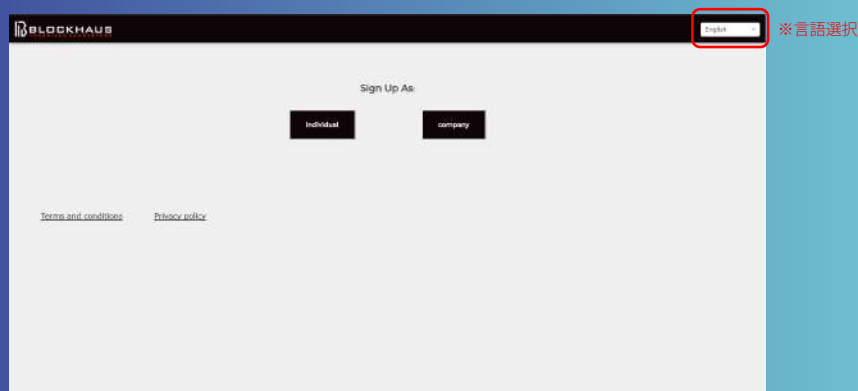 BLOCKHAUS
English
※言語選択
Sign Up As:
individual
company
Terms and conditions
Privacy policy